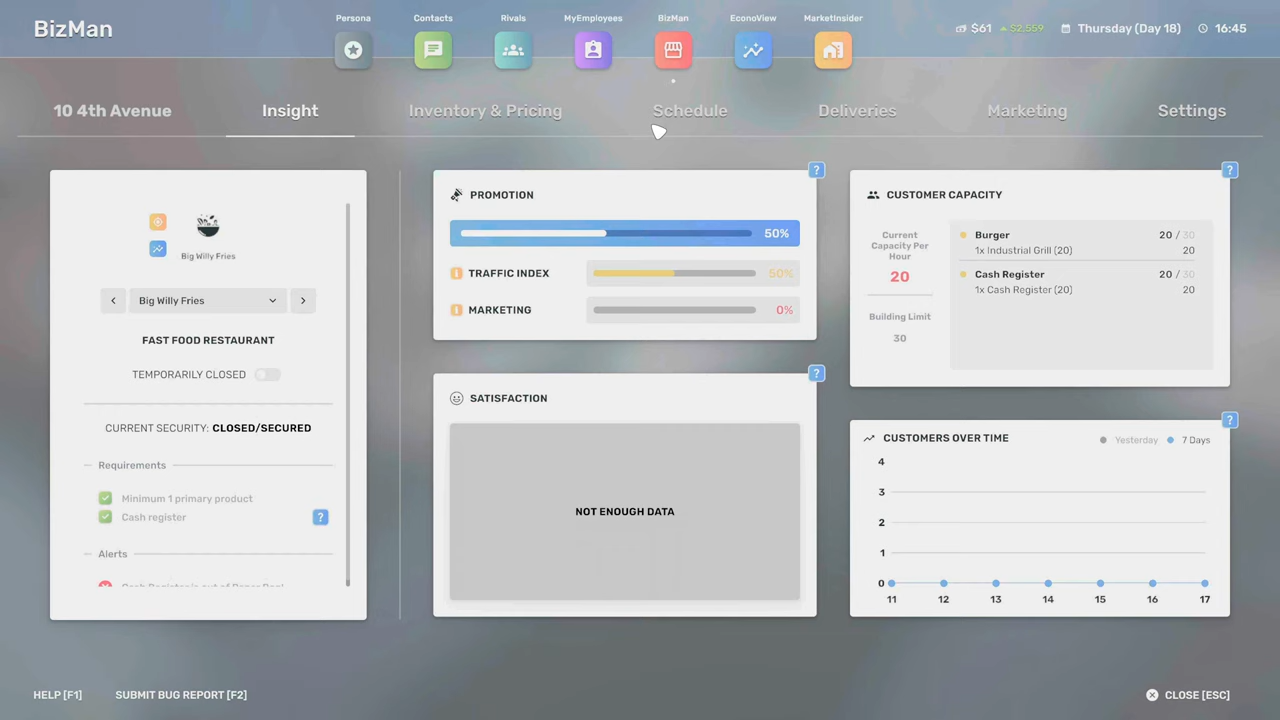 BizMan
Persona
Contacts
Rivals
MyEmployees
BizMan
EconoView
MarketInsider
$61
$2,559
Thursday (Day 18)
16:45
10 4th Avenue
Insight
Inventory & Pricing
Schedule
Deliveries
Marketing
Settings
Big Willy Fries
Big Willy Fries
FAST FOOD RESTAURANT
TEMPORARILY CLOSED
CURRENT SECURITY: CLOSED/SECURED
Requirements
Minimum 1 primary product
Cash register
?
Alerts
PROMOTION
?
50%
TRAFFIC INDEX
50%
MARKETING
0%
SATISFACTION
?
NOT ENOUGH DATA
CUSTOMER CAPACITY
?
Current
Capacity Per
Hour
20
Building Limit
30
Burger
20 / 30
1x Industrial Grill (20)
20
Cash Register
20 / 30
1x Cash Register (20)
20
CUSTOMERS OVER TIME
?
Yesterday
7 Days
4
3
2
1
0
11
12
13
14
15
16
17
HELP [F1]
SUBMIT BUG REPORT [F2]
CLOSE [ESC]